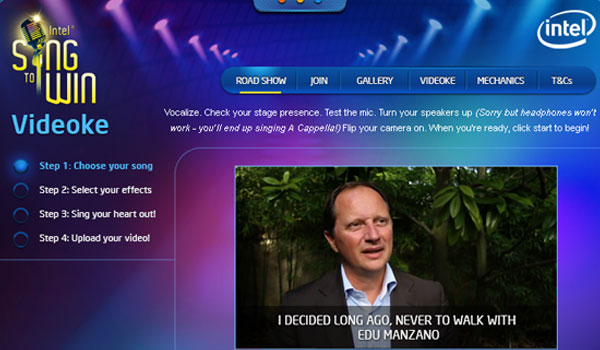 Intel®
SING
TO
WIN
Videoke
intel
ROAD SHOW
JOIN
GALLERY
VIDEOKE
MECHANICS
T&Cs
Vocalize. Check your stage presence. Test the mic. Turn your speakers up (Sorry but headphones won't
work - you'll end up singing A Cappella!) Flip your camera on. When you're ready, click start to begin!
Step 1: Choose your song
Step 2: Select your effects
Step 3: Sing your heart out!
Step 4: Upload your video!
I DECIDED LONG AGO, NEVER TO WALK WITH
EDU MANZANO